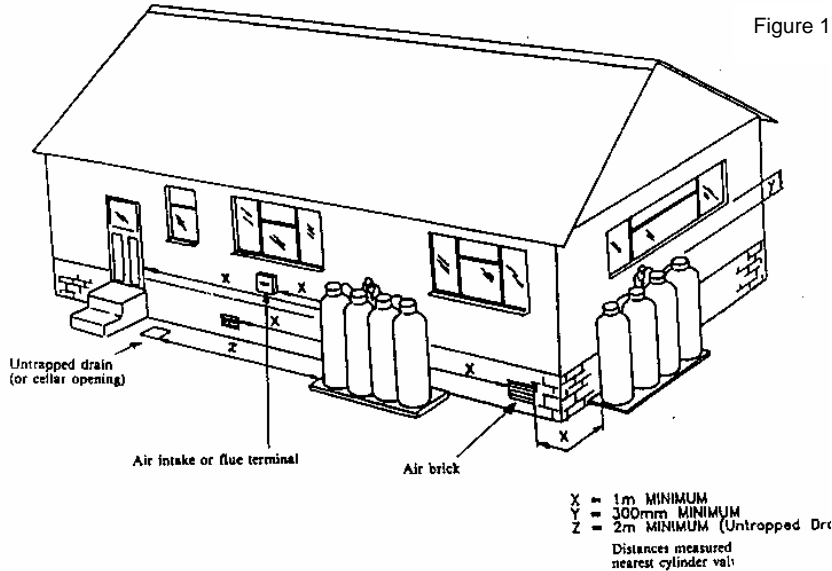 Figure 1
Y
X
X
X
Z
X
X
Untrapped drain
(or cellar opening)
Air intake or flue terminal
Air brick
X = 1m MINIMUM
Y = 300mm MINIMUM
Z = 2m MINIMUM (Untrapped
Distances measured
nearest cylinder